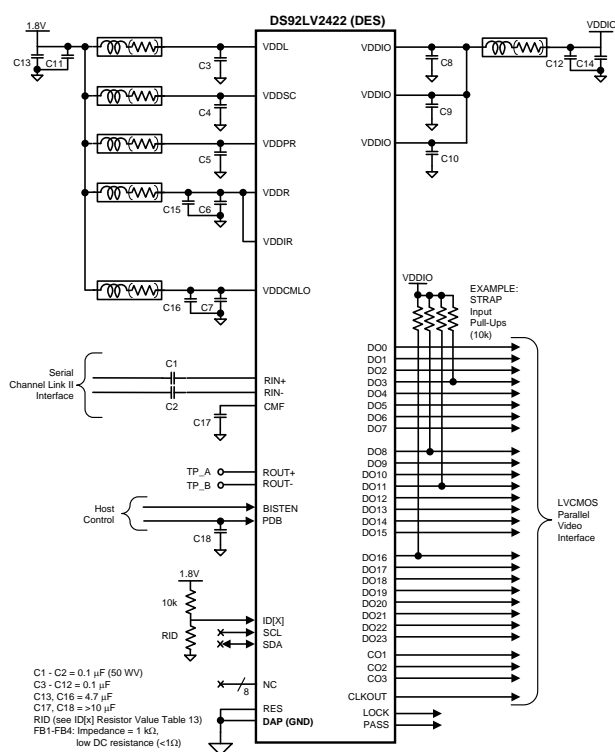 DS92LV2422 (DES)
1.8V
C13
C11
C3
VDDL
C4
VDDSC
C5
VDDPR
C15
C6
VDDR
VDDIR
C16
C7
VDDCMLO
VDDIO
C8
C12
C14
VDDIO
VDDIO
C9
VDDIO
C10
VDDIO
EXAMPLE:
STRAP
Input
Pull-Ups
(10k)
Serial
Channel Link II
Interface
C1
C2
RIN+
RIN-
CMF
C17
TP_A
TP_B
ROUT+
ROUT-
Host
Control
BISTEN
PDB
C18
1.8V
10k
RID
ID[X]
SCL
SDA
NC
8
RES
DAP (GND)
DO0
DO1
DO2
DO3
DO4
DO5
DO6
DO7
DO8
DO9
DO10
DO11
DO12
DO13
DO14
DO15
DO16
DO17
DO18
DO19
DO20
DO21
DO22
DO23
CO1
CO2
CO3
CLKOUT
LOCK
PASS
LVCMOS
Parallel
Video
Interface
C1 - C2 = 0.1 μF (50 WV)
C3 - C12 = 0.1 μF
C13, C16 = 4.7 μF
C17, C18 = >10 μF
RID (see ID[x] Resistor Value Table 13)
FB1-FB4: Impedance = 1 kΩ,
low DC resistance (<1Ω)